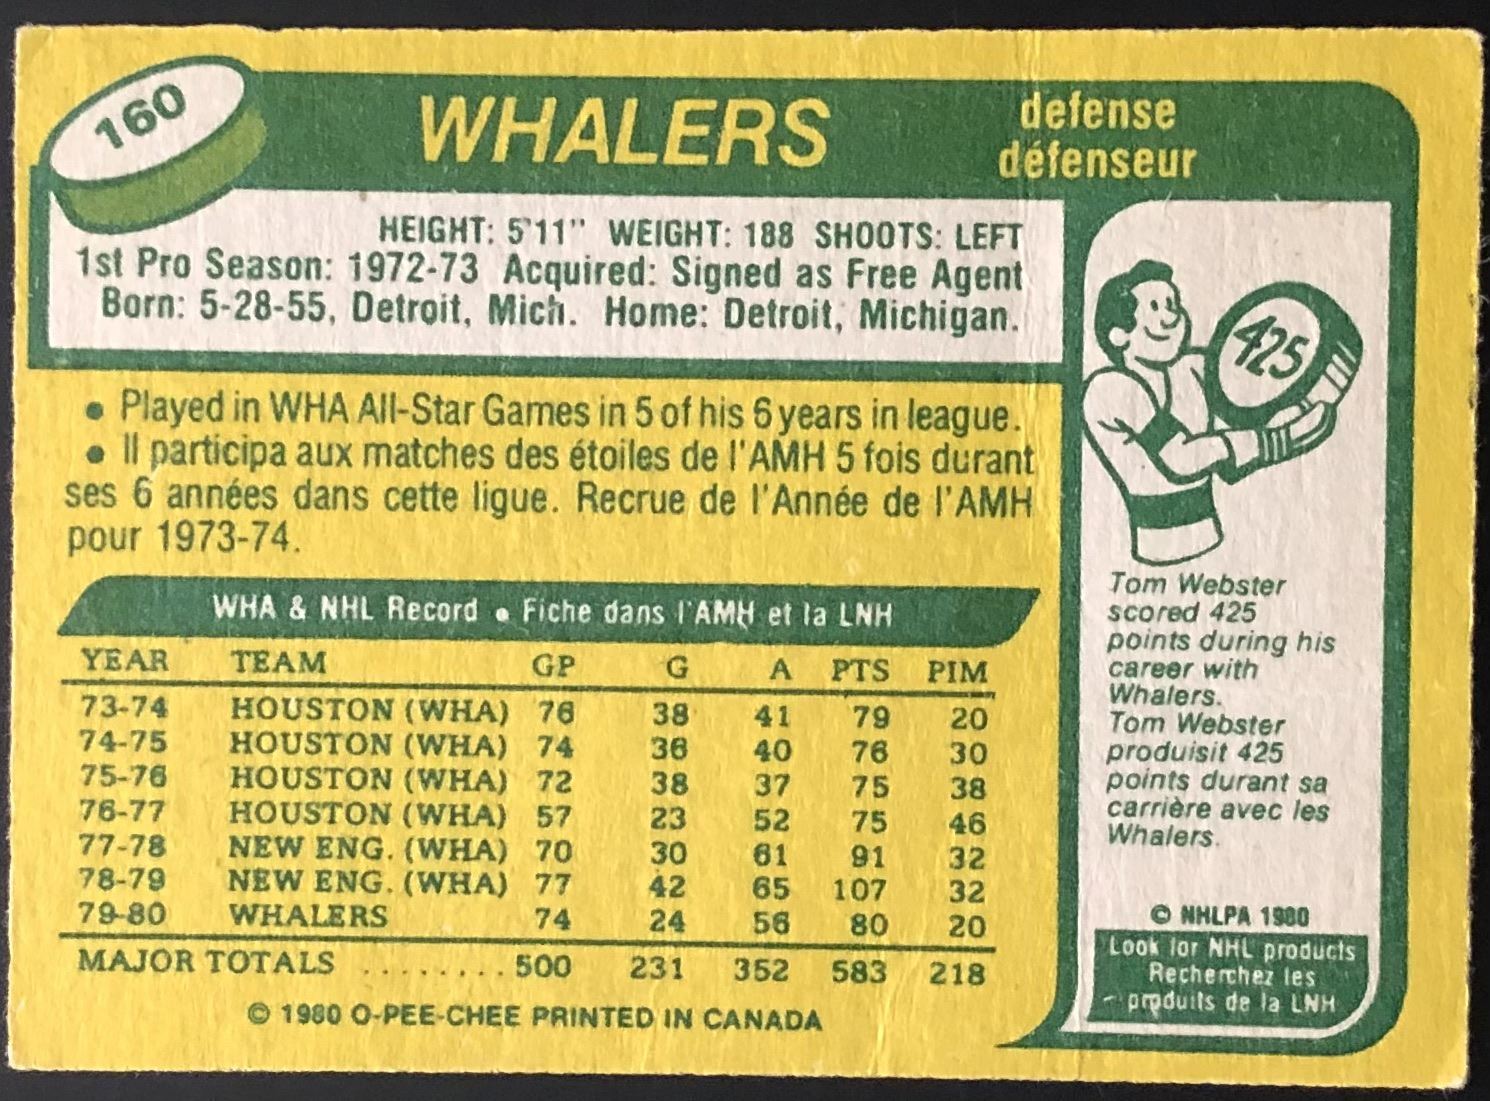 160
WHALERS
defense
défenseur
HEIGHT: 5'11" WEIGHT: 188 SHOOTS: LEFT
1st Pro Season: 1972-73 Acquired: Signed as Free Agent
Born: 5-28-55, Detroit, Mich. Home: Detroit, Michigan.
• Played in WHA All-Star Games in 5 of his 6 years in league.
• Il participa aux matches des étoiles de l'AMH 5 fois durant
ses 6 années dans cette ligue. Recrue de l'Année de l'AMH
pour 1973-74.
WHA & NHL Record • Fiche dans l'AMH et la LNH
YEAR TEAM GP G A PTS PIM
73-74 HOUSTON (WHA) 76 38 41 79 20
74-75 HOUSTON (WHA) 74 36 40 76 30
75-76 HOUSTON (WHA) 72 38 37 75 38
76-77 HOUSTON (WHA) 57 23 52 75 46
77-78 NEW ENG. (WHA) 70 30 61 91 32
78-79 NEW ENG. (WHA) 77 42 65 107 32
79-80 WHALERS 74 24 56 80 20
MAJOR TOTALS ........ 500 231 352 583 218
© 1980 O-PEE-CHEE PRINTED IN CANADA
425
Tom Webster
scored 425
points during his
career with
Whalers.
Tom Webster
produisit 425
points durant sa
carrière avec les
Whalers.
© NHLPA 1980
Look for NHL products
Recherchez les
produits de la LNH